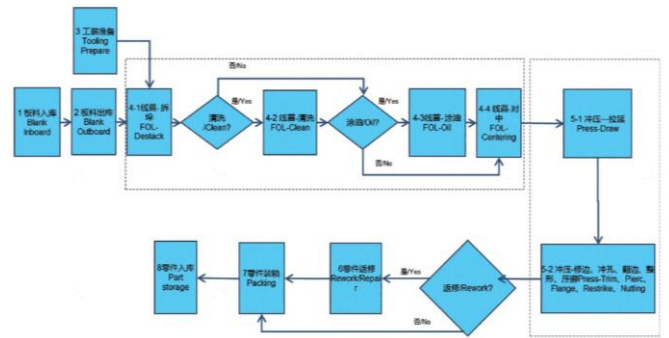 3 工装准备
Tooling
Prepare
否/No
1 板料入库
Blank
Inboard
2 板料出库
Blank
Outboard
4-1线首-拆
垛
FOL-
Destack
清洗
/Clean?
是/Yes
4-2 线首-清洗
FOL-Clean
涂油/Oil?
是/Yes
4-3线首-涂油
FOL-Oil
4-4 线首-对
中
FOL-
Centering
否/No
5-1 冲压—拉延
Press-Draw
5-2 冲压-修边、冲孔、翻边、整
形、压铆Press-Trim、Pierc、
Flange、Restrike、Nutting
返修/Rework?
是/Yes
否/No
6零件返修
Rework/Repai
r
7零件装箱
Packing
8零件入库
Part
storage